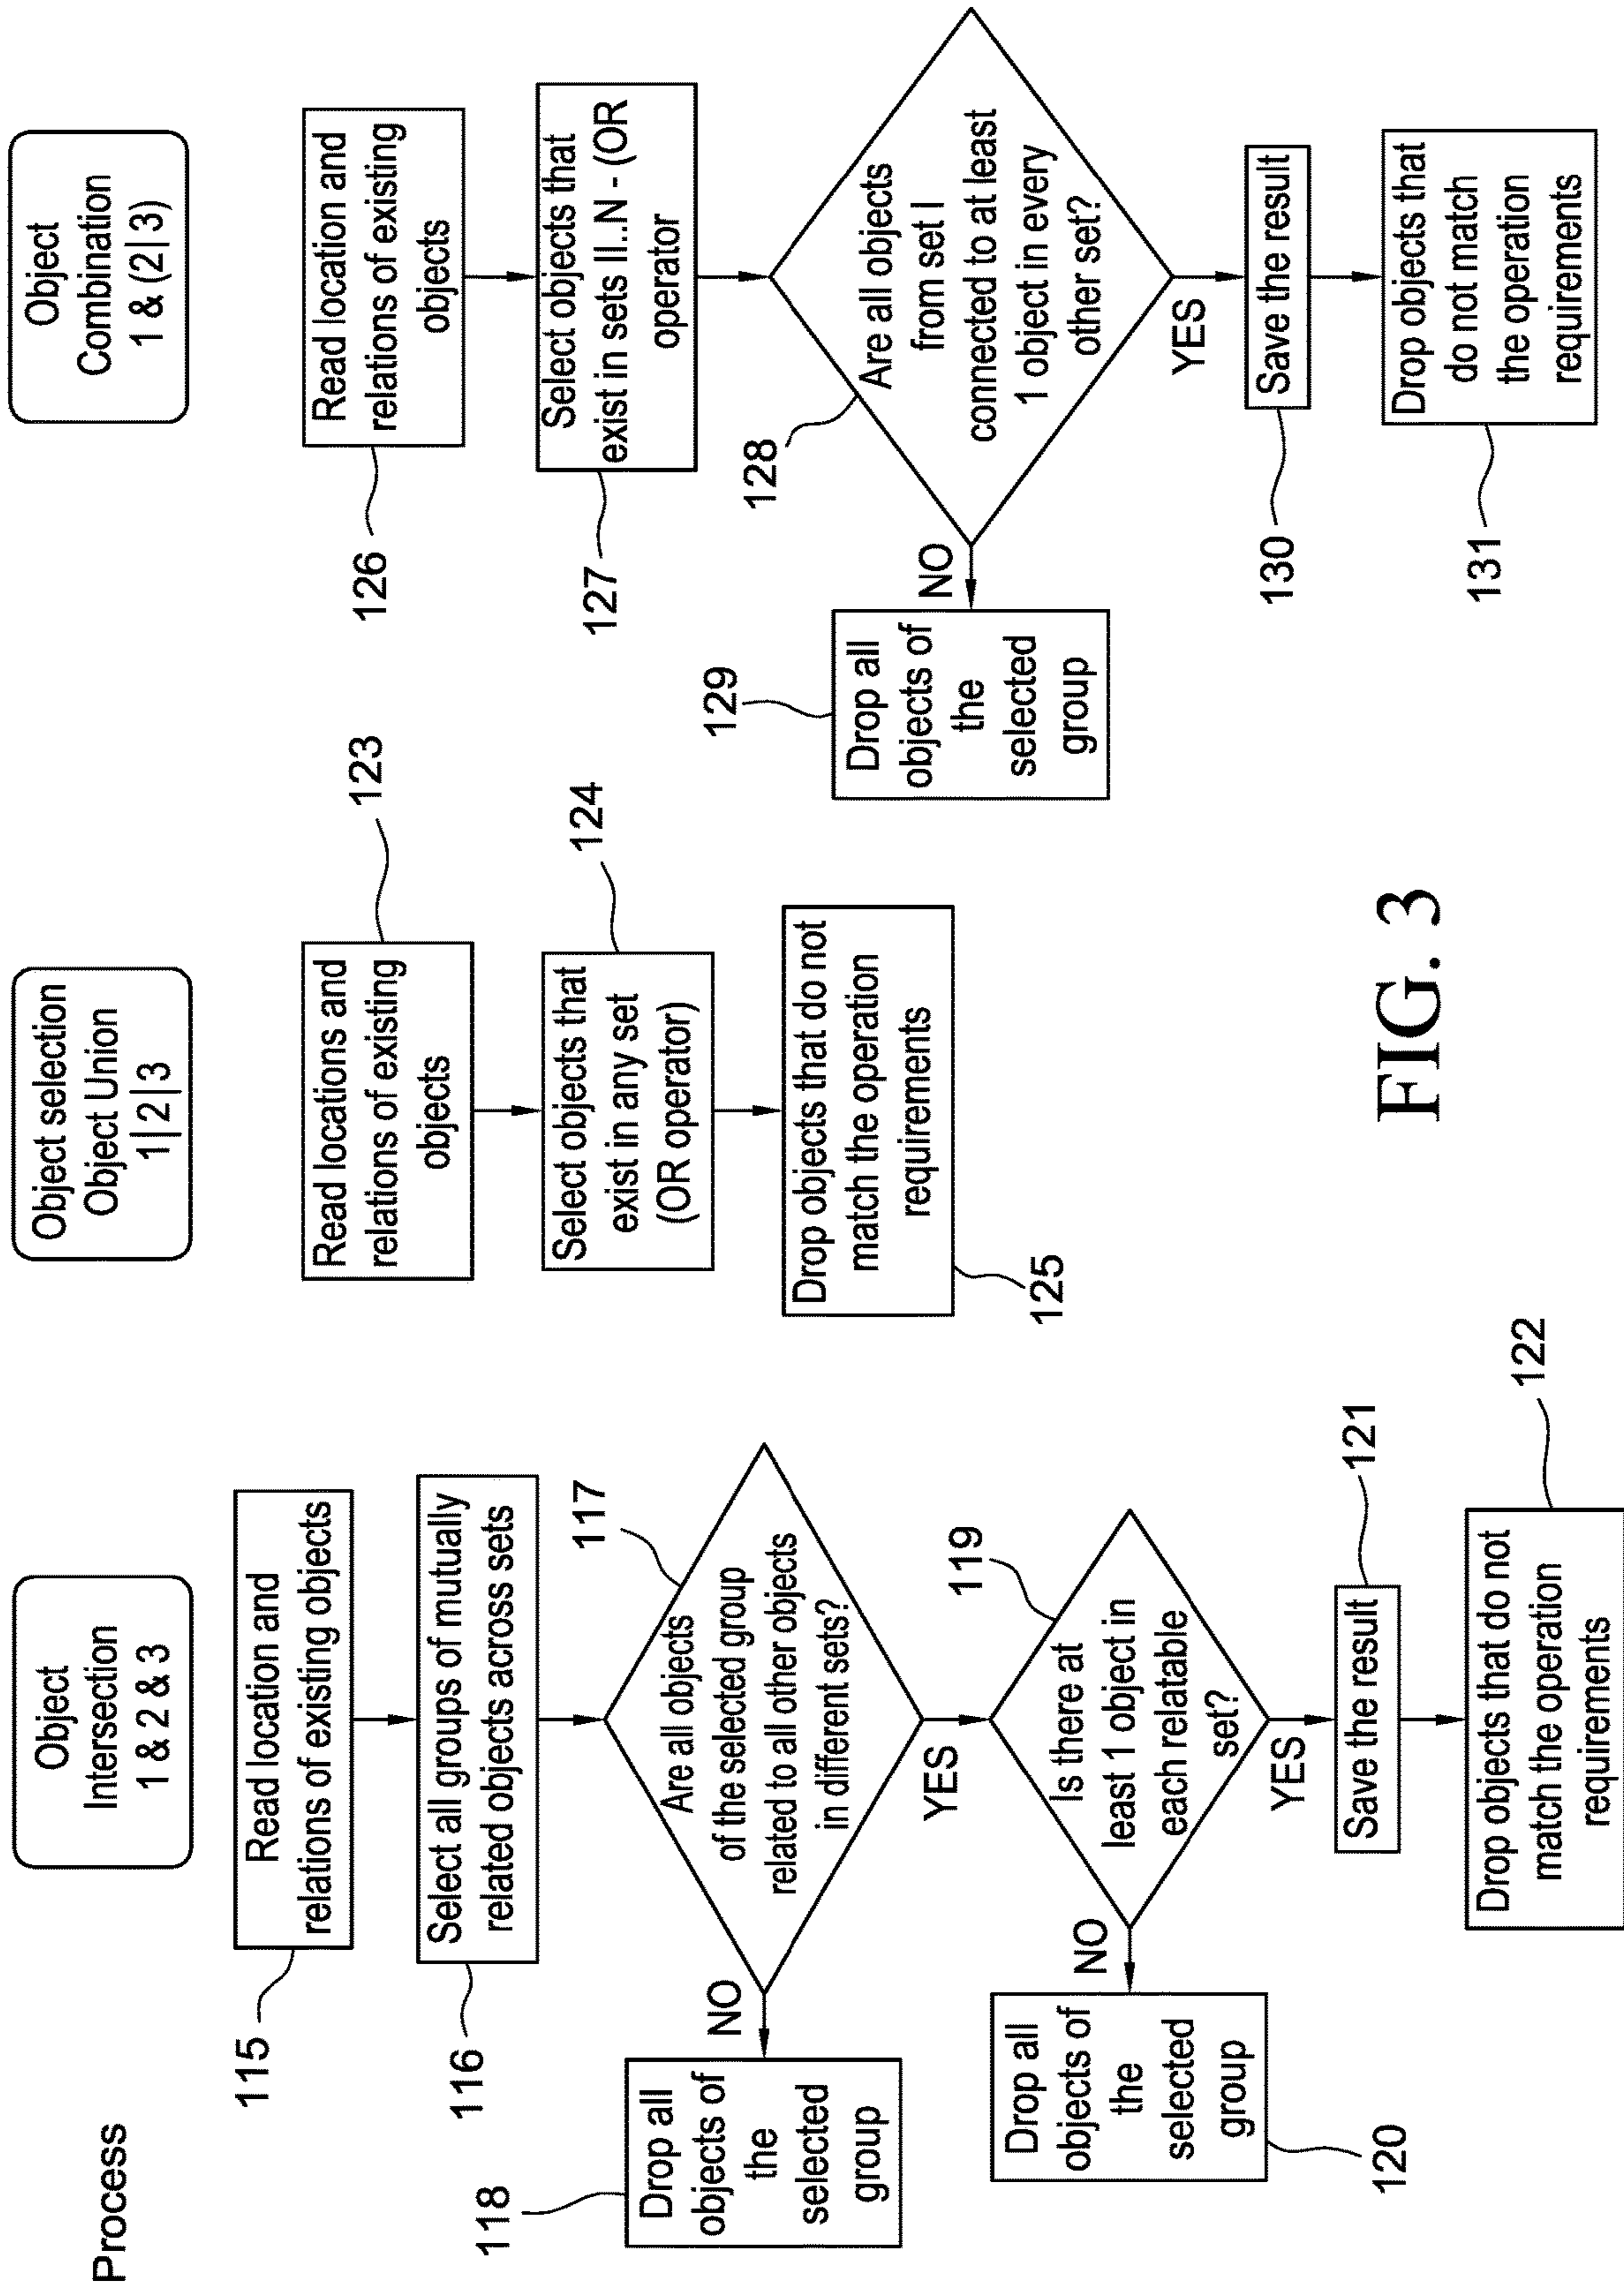 Process
Object
Intersection
1 & 2 & 3
Read location and
relations of existing objects
115
Select all groups of mutually
related objects across sets
116
Are all objects
of the selected group
related to all other objects
in different sets?
117
NO
Drop all
objects of
the
selected
group
118
YES
Is there at
least 1 object in
each relatable
set?
119
NO
Drop all
objects of
the
selected
group
120
YES
Save the result
121
Drop objects that do not
match the operation
requirements
122
Object selection
Object Union
1|2|3
Read locations and
relations of existing
objects
123
Select objects that
exist in any set
(OR operator)
124
Drop objects that do not
match the operation
requirements
125
Object
Combination
1 & (2|3)
Read location and
relations of existing
objects
126
Select objects that
exist in sets II..N - (OR
operator
127
Are all objects
from set I
connected to at least
1 object in every
other set?
128
NO
Drop all
objects of
the
selected
group
129
YES
Save the result
130
Drop objects that
do not match
the operation
requirements
131
FIG. 3